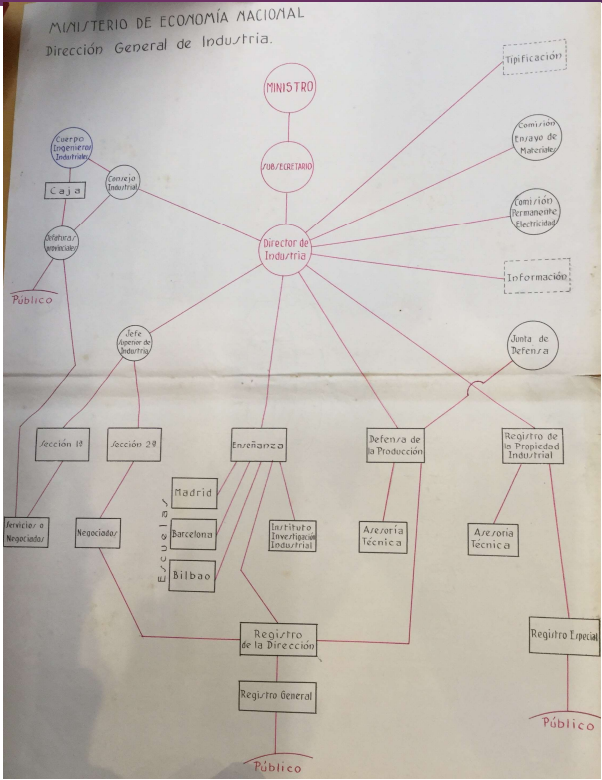 MINISTERIO DE ECONOMÍA NACIONAL
Dirección General de Industria.
MINISTRO
SUBSECRETARIO
Director de
Industria
Tipificación
Comisión
Ensayo de
Materiales
Comisión
Permanente
Electricidad
Información
Junta de
Defensa
Cuerpo
Ingenieros
Industriales
Consejo
Industrial
Caja
Jefaturas
provinciales
Público
Jefe
superior de
Industria
Sección 1ª
Sección 2ª
Enseñanza
Defensa de
la Producción
Registro de
la Propiedad
Industrial
Servicios o
Negociados
Negociados
Escuelas
Madrid
Barcelona
Bilbao
Instituto
Investigación
Industrial
Asesoría
Técnica
Asesoría
Técnica
Registro
de la Dirección
Registro Especial
Registro General
Público
Público